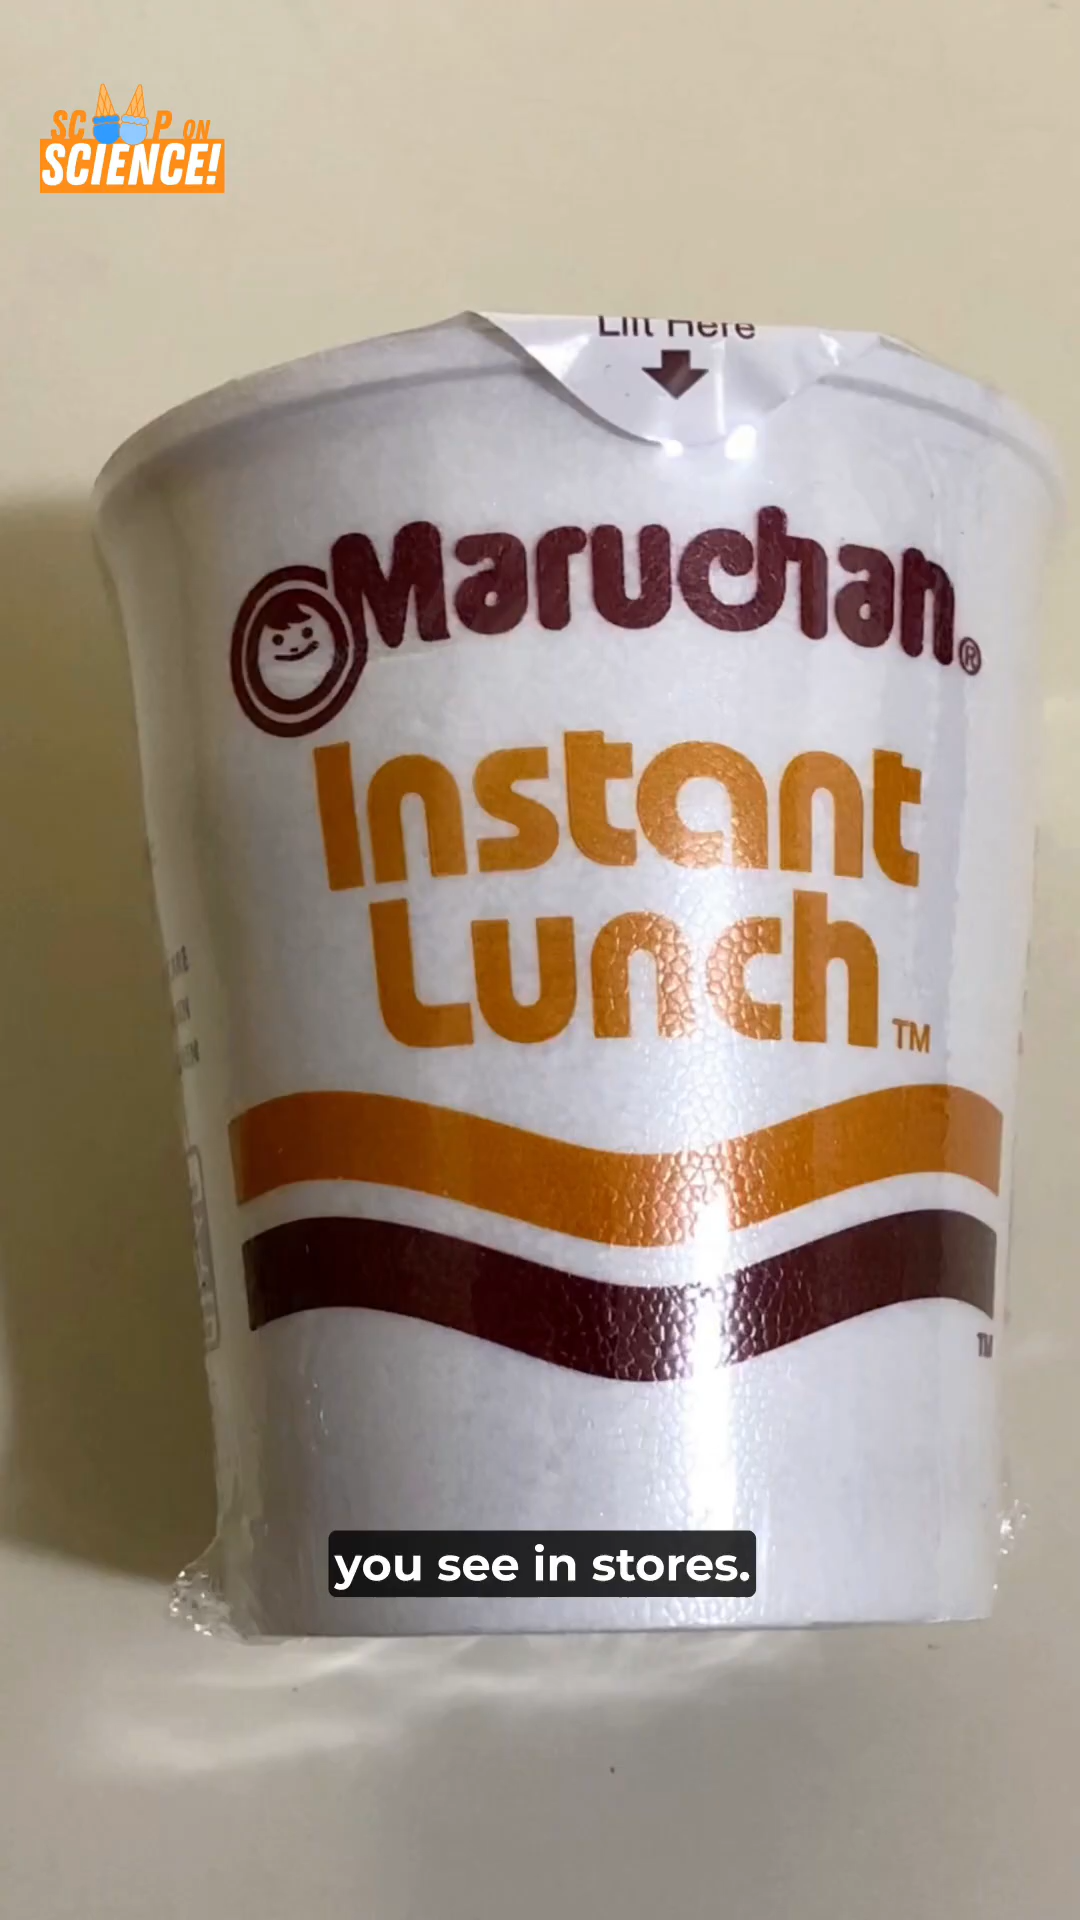 SCOOP ON
SCIENCE!
Lift Here
Maruchan®
Instant
Lunch™
TM
you see in stores.